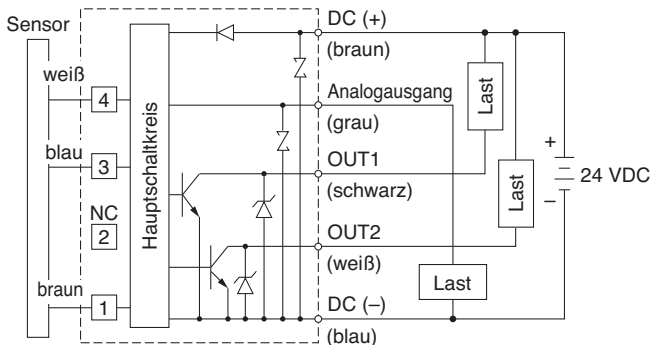 Sensor
weiß
4
blau
3
NC
2
braun
1
Hauptschaltkreis
DC (+)
(braun)
Analogausgang
(grau)
OUT1
(schwarz)
OUT2
(weiß)
DC (–)
(blau)
Last
Last
Last
+
24 VDC
–